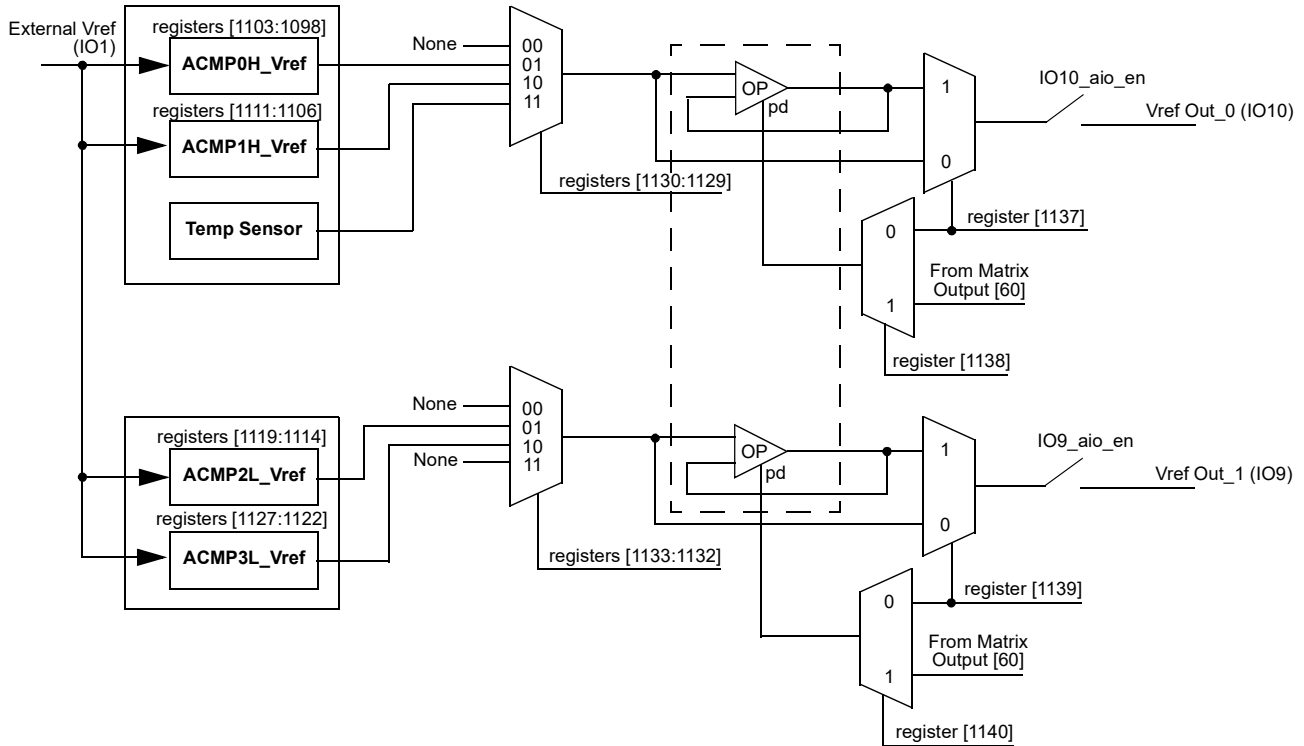 External Vref
(IO1)
registers [1103:1098]
ACMP0H_Vref
registers [1111:1106]
ACMP1H_Vref
Temp Sensor
None
00
01
10
11
registers [1130:1129]
OP
pd
1
0
IO10_aio_en
Vref Out_0 (IO10)
0
1
register [1137]
From Matrix
Output [60]
register [1138]
registers [1119:1114]
ACMP2L_Vref
registers [1127:1122]
ACMP3L_Vref
None
None
00
01
10
11
registers [1133:1132]
OP
pd
1
0
IO9_aio_en
Vref Out_1 (IO9)
0
1
register [1139]
From Matrix
Output [60]
register [1140]